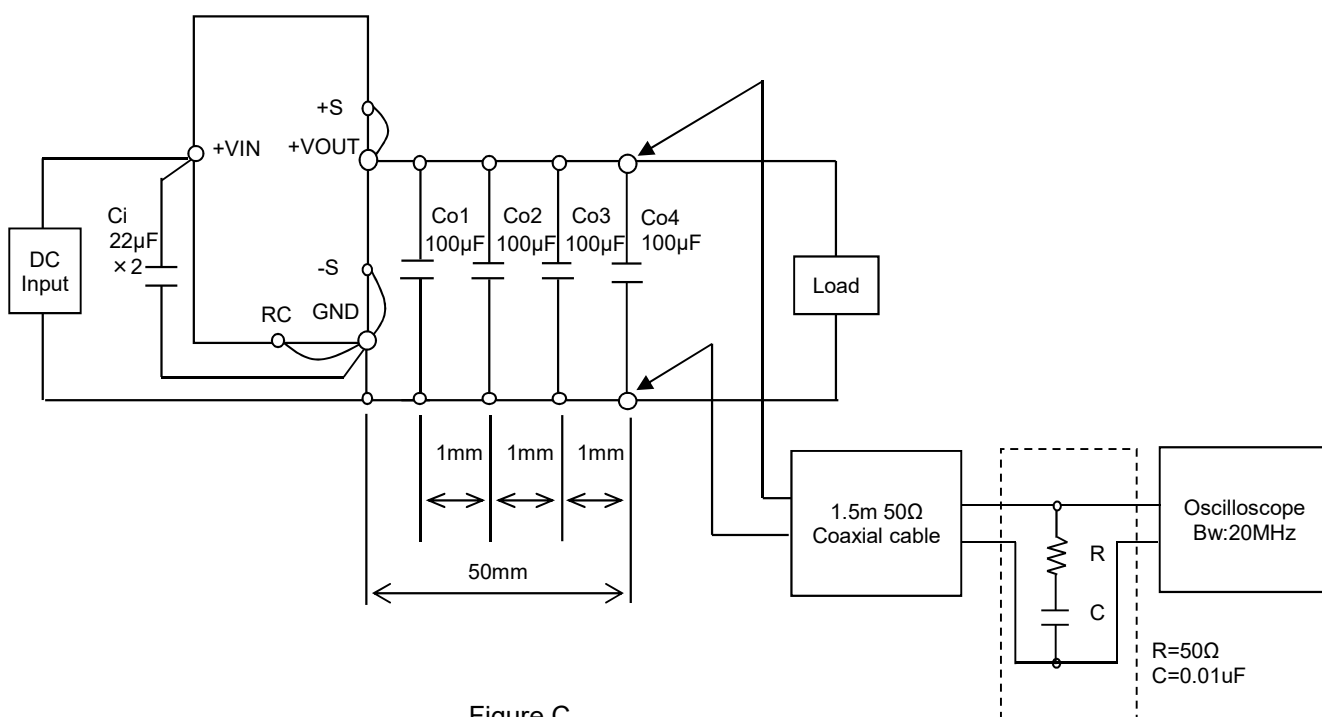 +S
+VIN
+VOUT
Ci
22µF
×2
Co1
100µF
Co2
100µF
Co3
100µF
Co4
100µF
DC
Input
-S
Load
RC
GND
1mm
1mm
1mm
50mm
1.5m 50Ω
Coaxial cable
R
C
Oscilloscope
Bw:20MHz
R=50Ω
C=0.01uF
Figure C